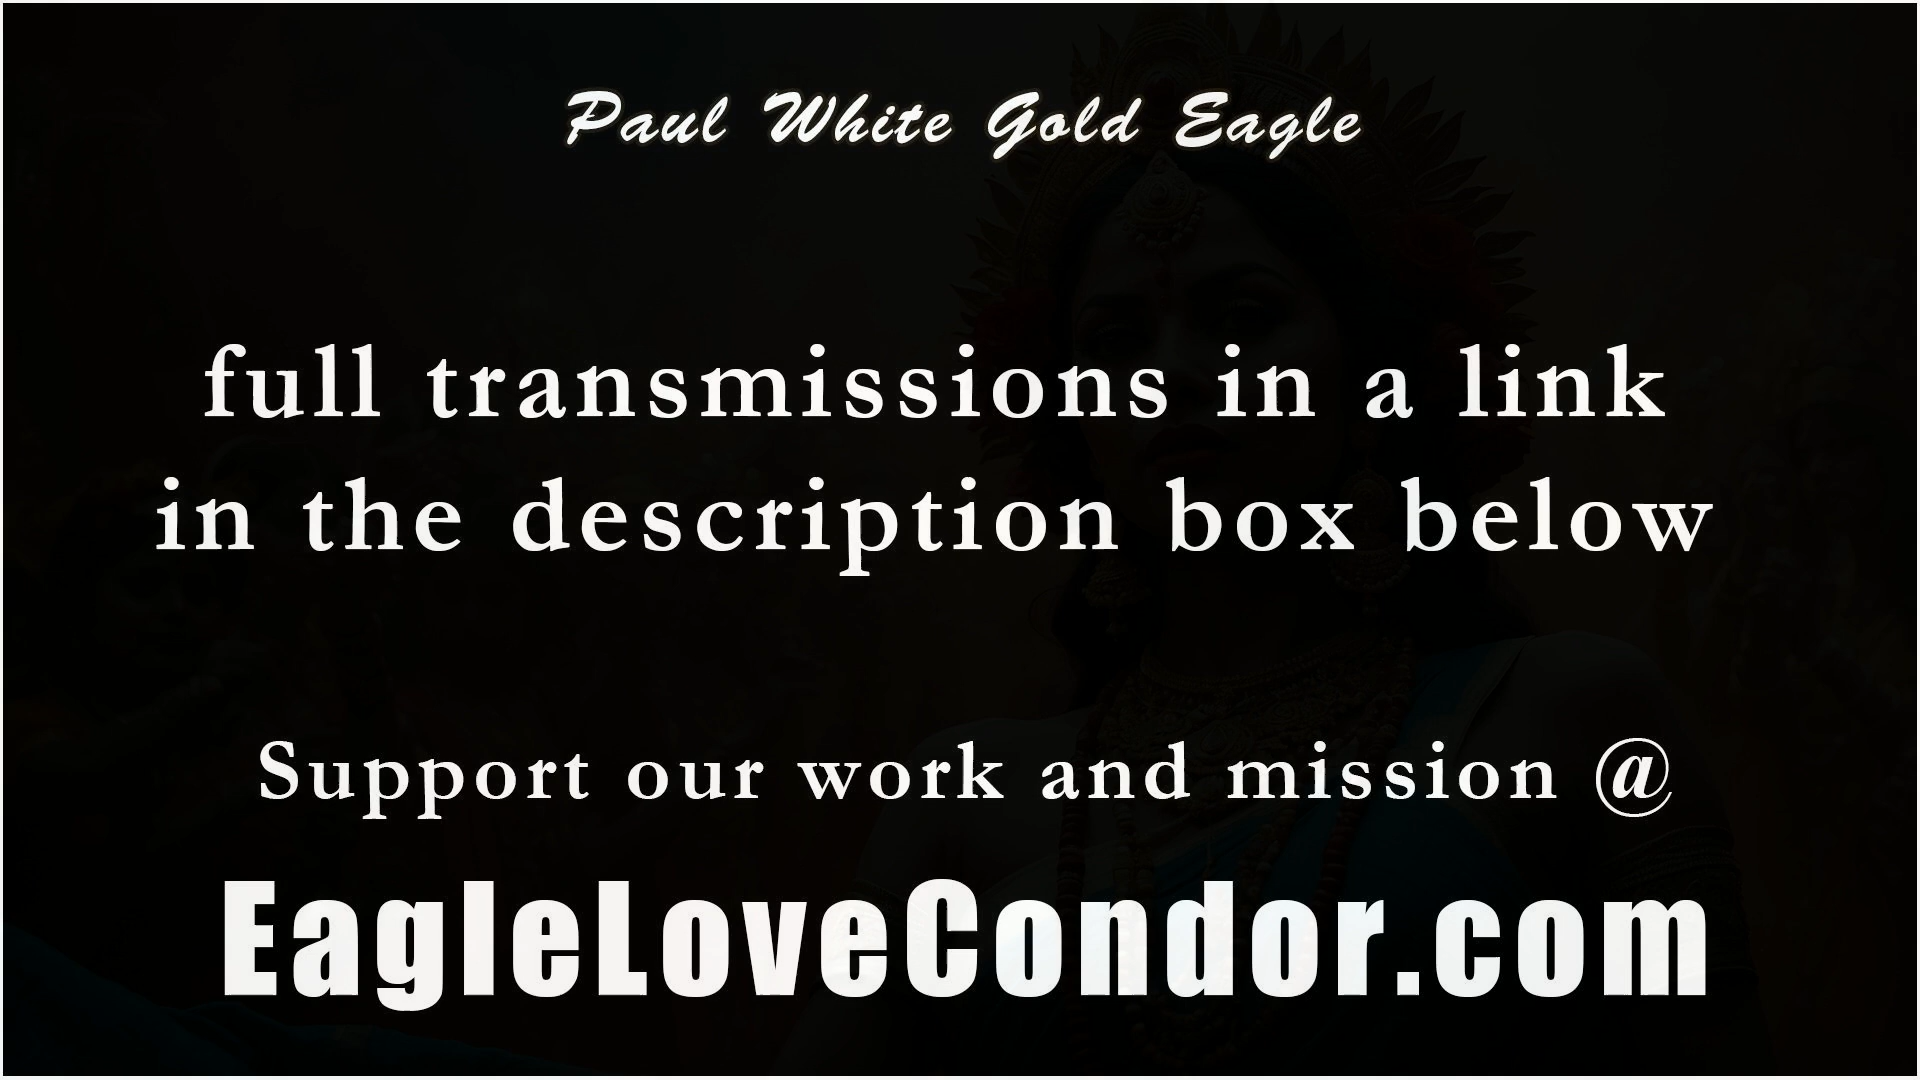 Paul White Gold Eagle
full transmissions in a link
in the description box below
Support our work and mission @
EagleLoveCondor.com